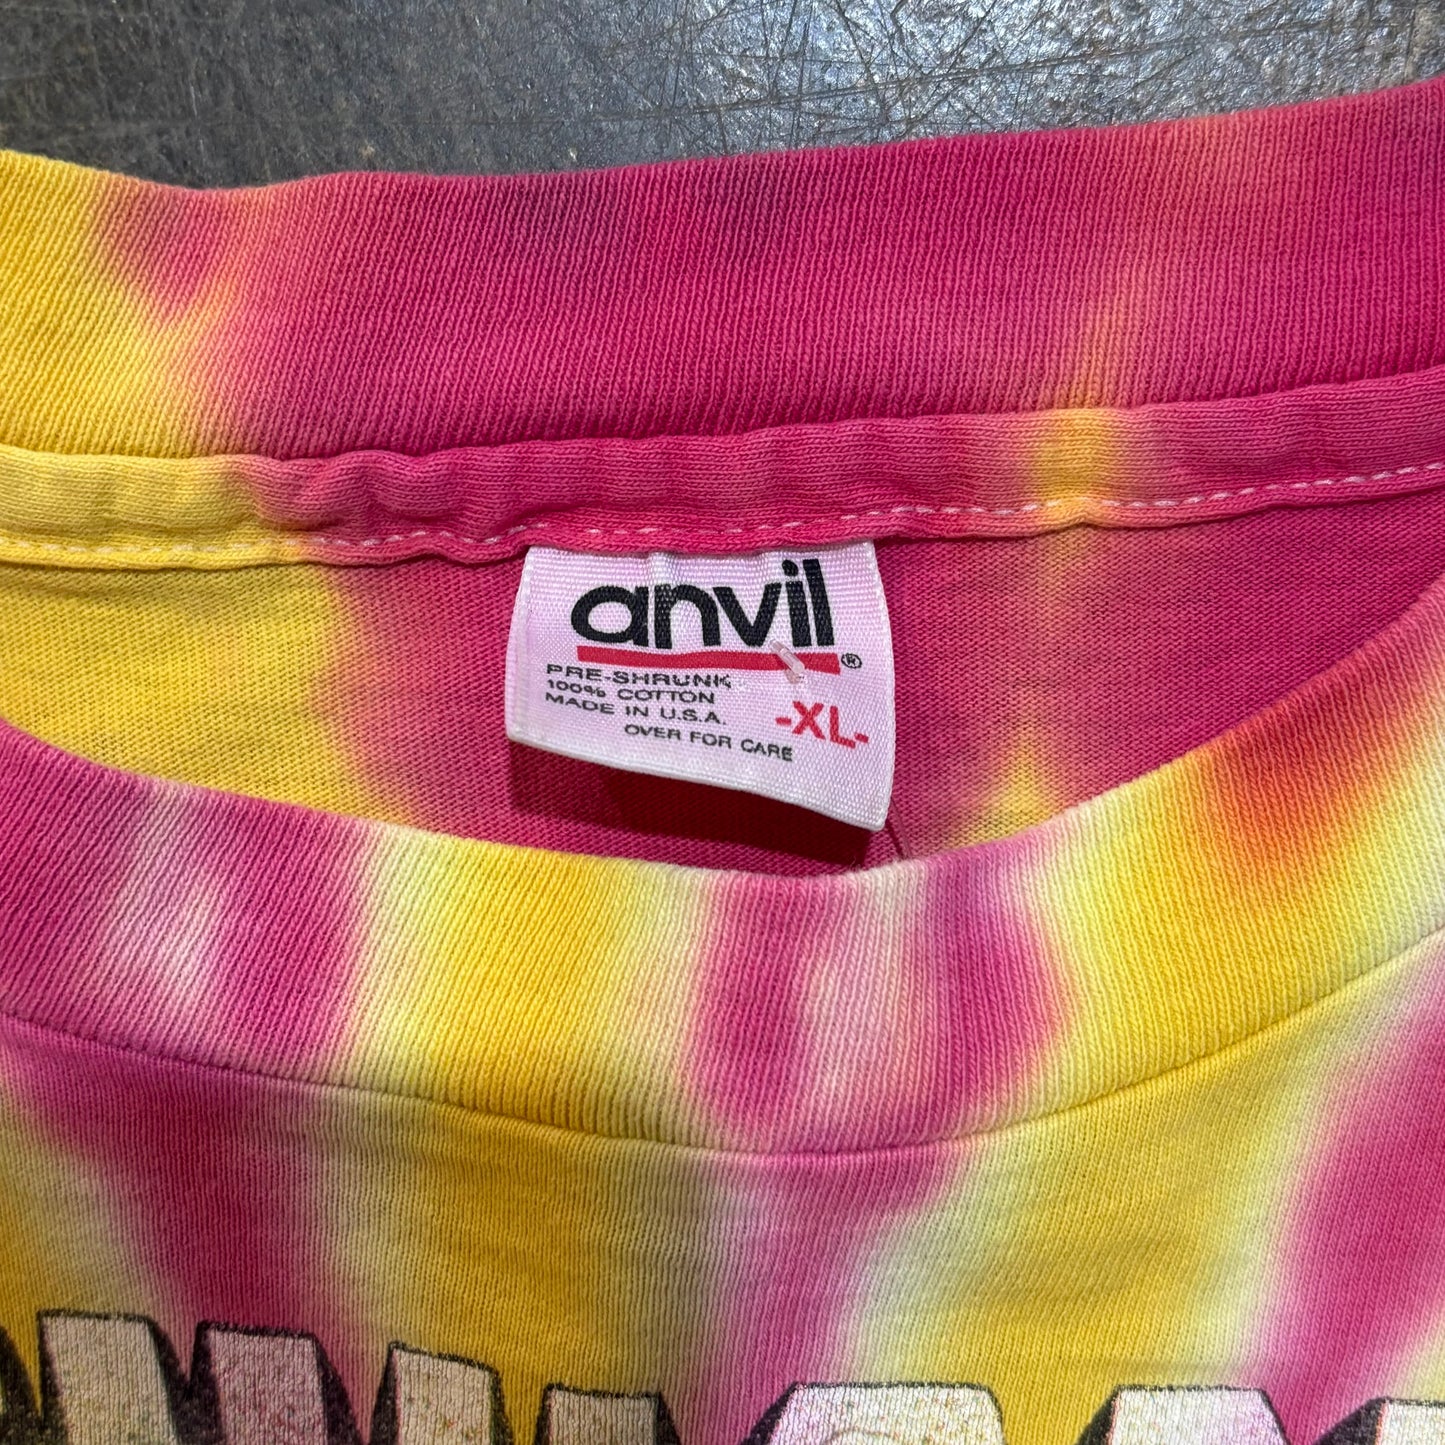 anvil®
PRE-SHRUNK
100% COTTON
MADE IN U.S.A.
-XL-
OVER FOR CARE